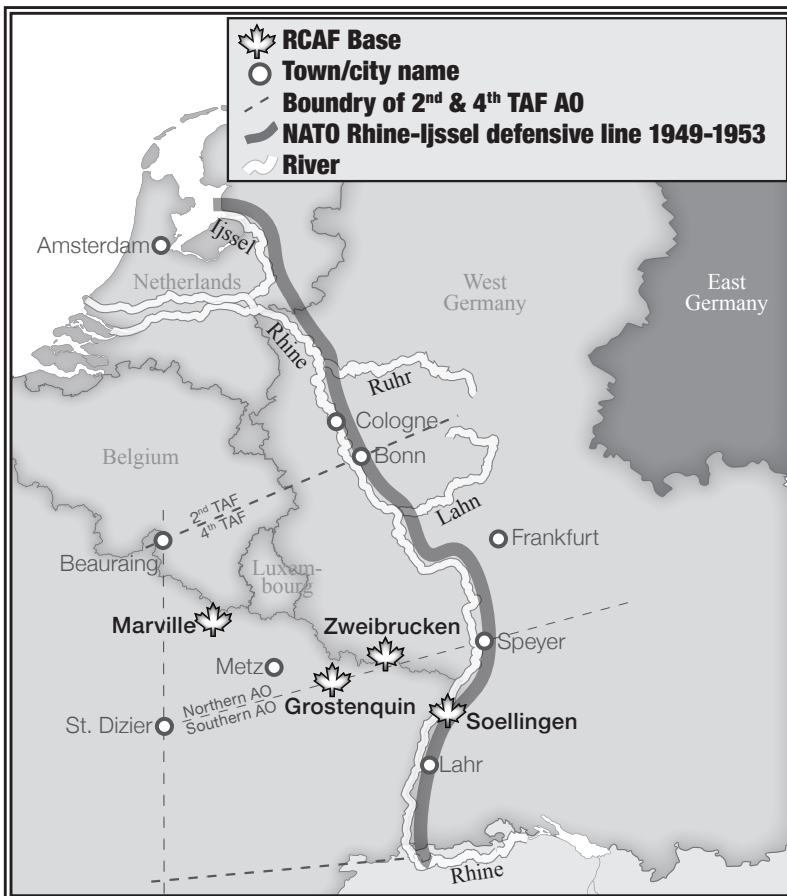 RCAF Base
Town/city name
Boundry of 2nd & 4th TAF AO
NATO Rhine-Ijssel defensive line 1949-1953
River
Ijssel
Amsterdam
Netherlands
West
Germany
East
Germany
Rhine
Ruhr
Cologne
Belgium
Bonn
2nd TAF
4th TAF
Lahn
Beauraing
Frankfurt
Luxem-
bourg
Marville
Zweibrucken
Speyer
Metz
Northern AO
Southern AO
Grostenquin
St. Dizier
Soellingen
Lahr
Rhine